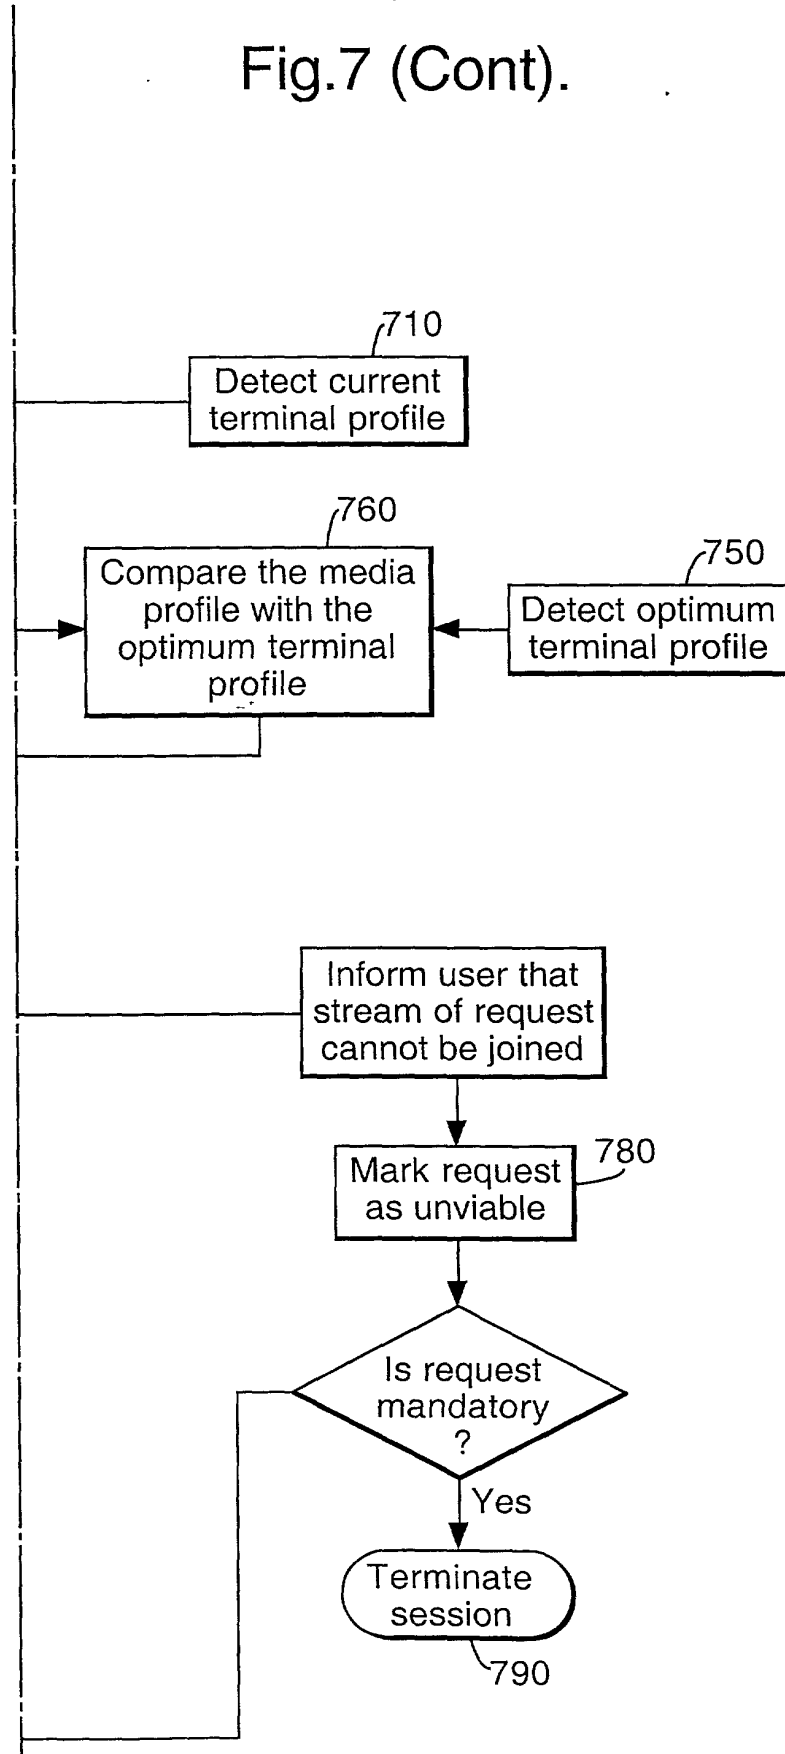 Fig.7 (Cont).
710
Detect current
terminal profile
760
Compare the media
profile with the
optimum terminal
profile
750
Detect optimum
terminal profile
Inform user that
stream of request
cannot be joined
780
Mark request
as unviable
Is request
mandatory
?
Yes
Terminate
session
790